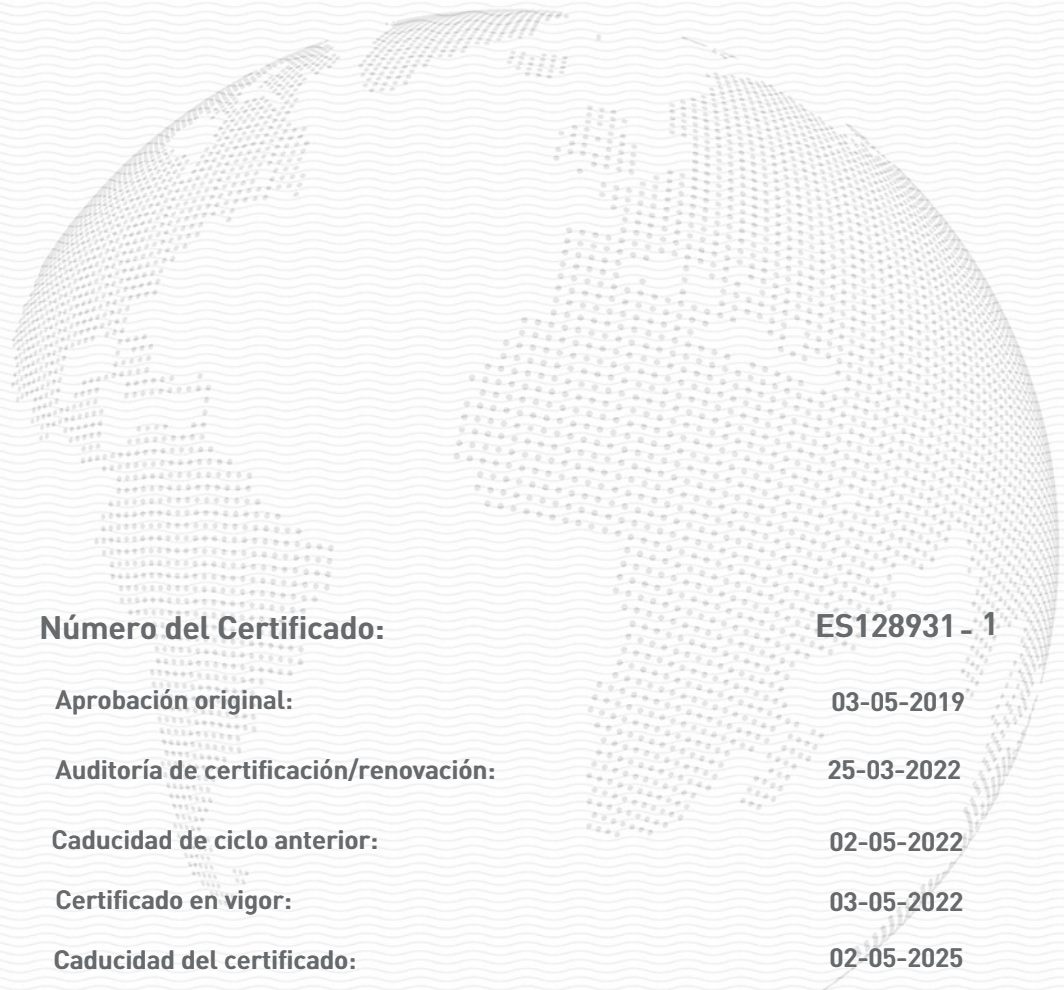 Número del Certificado: ES128931 - 1
Aprobación original: 03-05-2019
Auditoría de certificación/renovación: 25-03-2022
Caducidad de ciclo anterior: 02-05-2022
Certificado en vigor: 03-05-2022
Caducidad del certificado: 02-05-2025